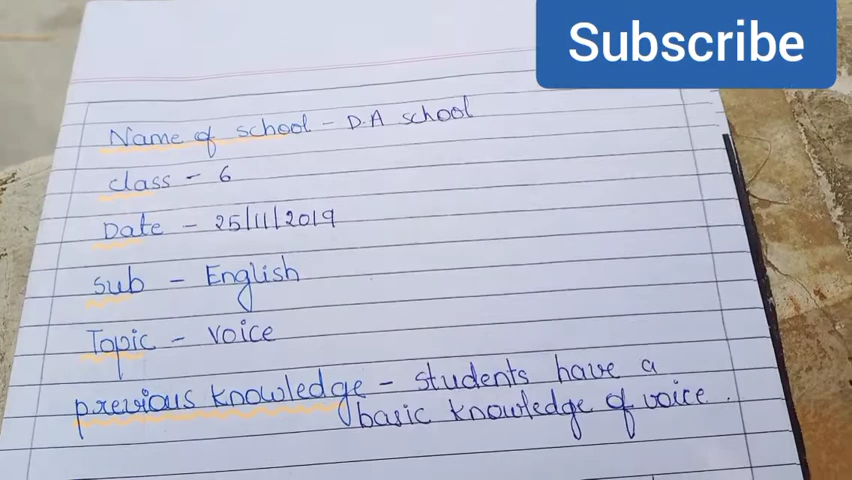 Subscribe
Name of school - D.A school
class - 6
Date - 25/11/2019
Sub - English
Topic - Voice
previous knowledge - students have a
basic knowledge of voice.